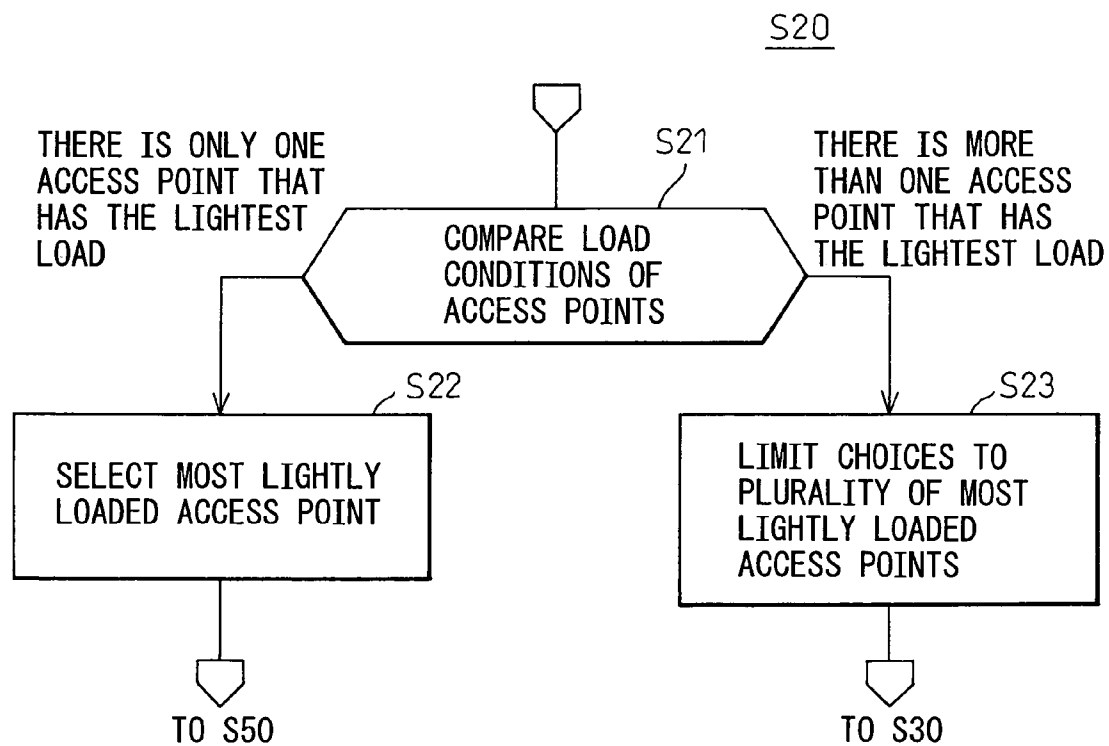 S20
THERE IS ONLY ONE
ACCESS POINT THAT
HAS THE LIGHTEST
LOAD
S21
THERE IS MORE
THAN ONE ACCESS
POINT THAT HAS
THE LIGHTEST LOAD
COMPARE LOAD
CONDITIONS OF
ACCESS POINTS
S22
SELECT MOST LIGHTLY
LOADED ACCESS POINT
S23
LIMIT CHOICES TO
PLURALITY OF MOST
LIGHTLY LOADED
ACCESS POINTS
TO S50
TO S30